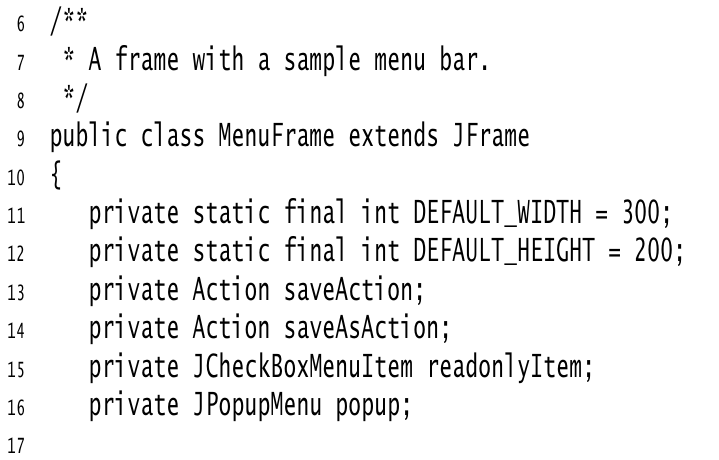 6 /**
7  * A frame with a sample menu bar.
8  */
9 public class MenuFrame extends JFrame
10 {
11    private static final int DEFAULT_WIDTH = 300;
12    private static final int DEFAULT_HEIGHT = 200;
13    private Action saveAction;
14    private Action saveAsAction;
15    private JCheckBoxMenuItem readonlyItem;
16    private JPopupMenu popup;
17